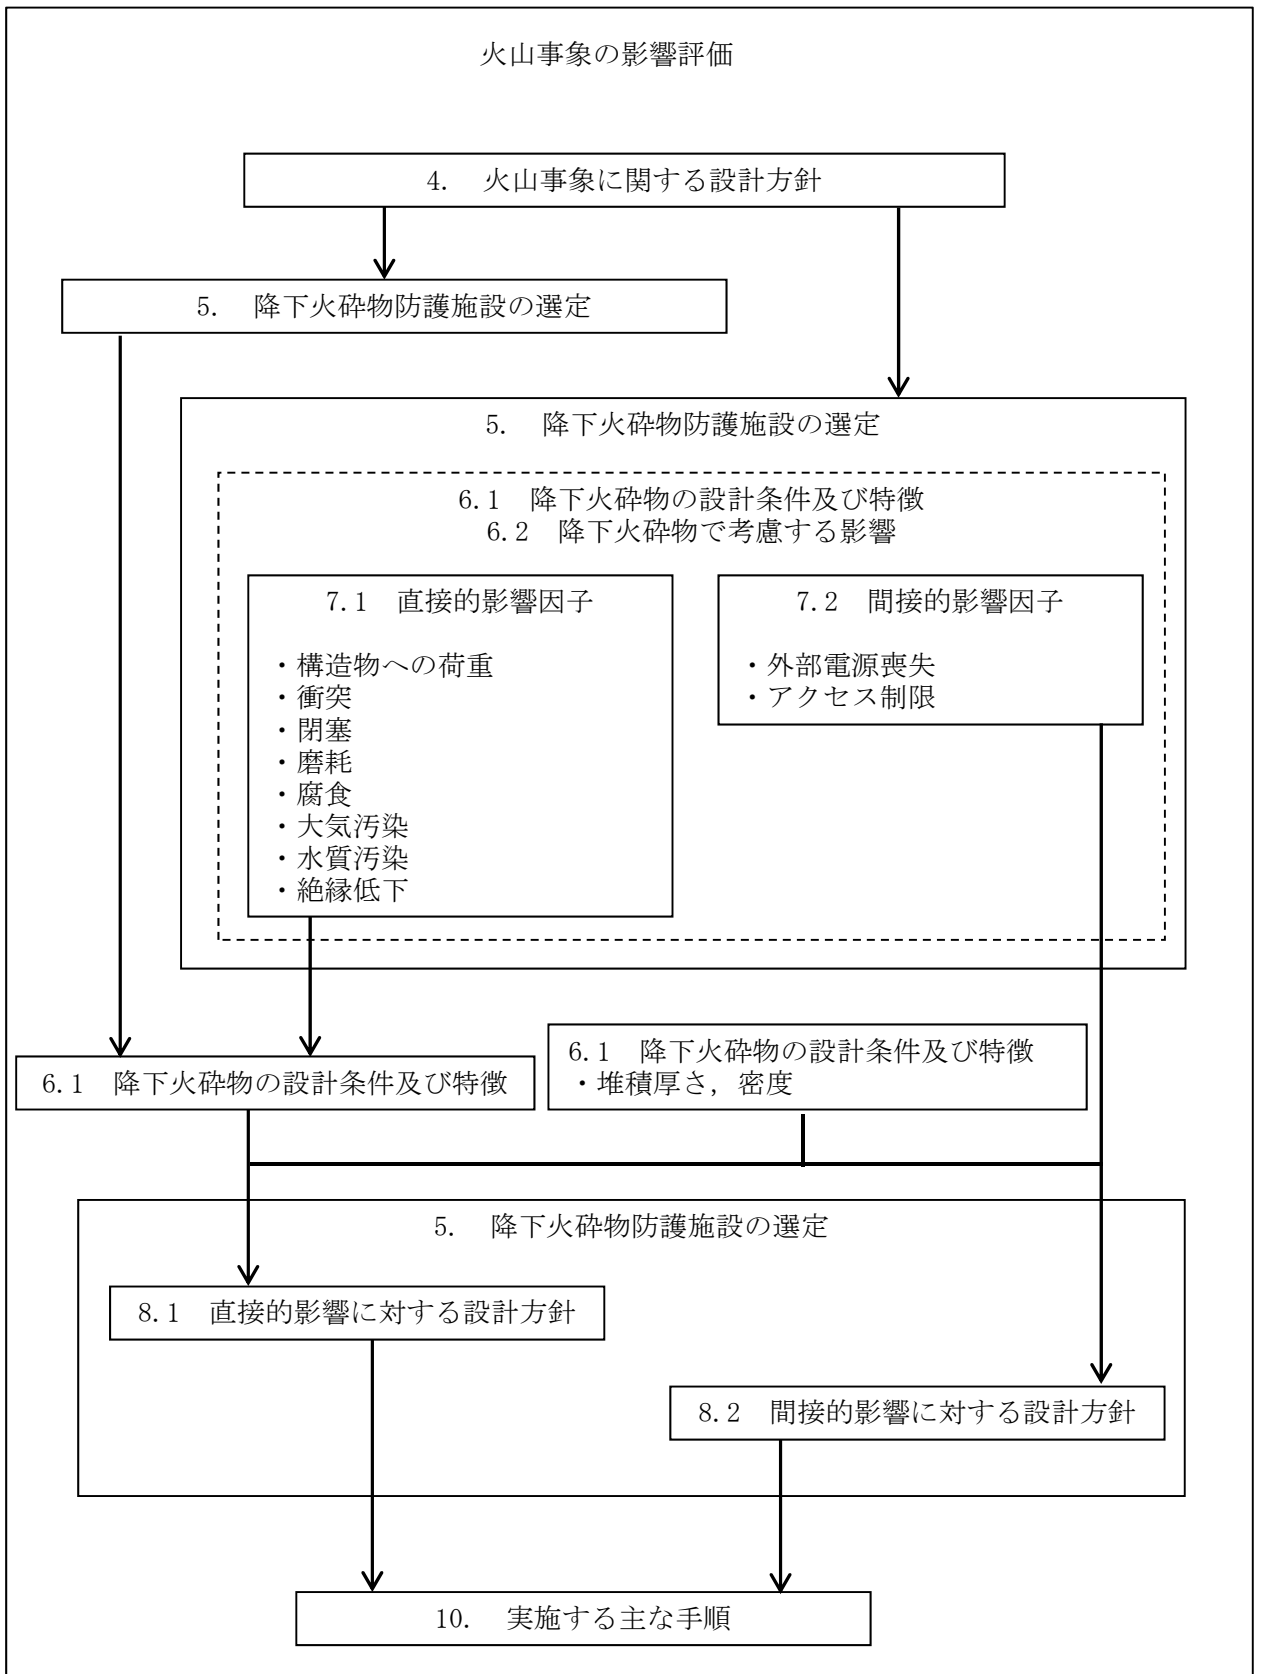 火山事象の影響評価
4.　火山事象に関する設計方針
5.　降下火砕物防護施設の選定
5.　降下火砕物防護施設の選定
6.1　降下火砕物の設計条件及び特徴
6.2　降下火砕物で考慮する影響
7.1　直接的影響因子
・構造物への荷重
・衝突
・閉塞
・磨耗
・腐食
・大気汚染
・水質汚染
・絶縁低下
7.2　間接的影響因子
・外部電源喪失
・アクセス制限
6.1　降下火砕物の設計条件及び特徴
6.1　降下火砕物の設計条件及び特徴
・堆積厚さ，密度
5.　降下火砕物防護施設の選定
8.1　直接的影響に対する設計方針
8.2　間接的影響に対する設計方針
10.　実施する主な手順